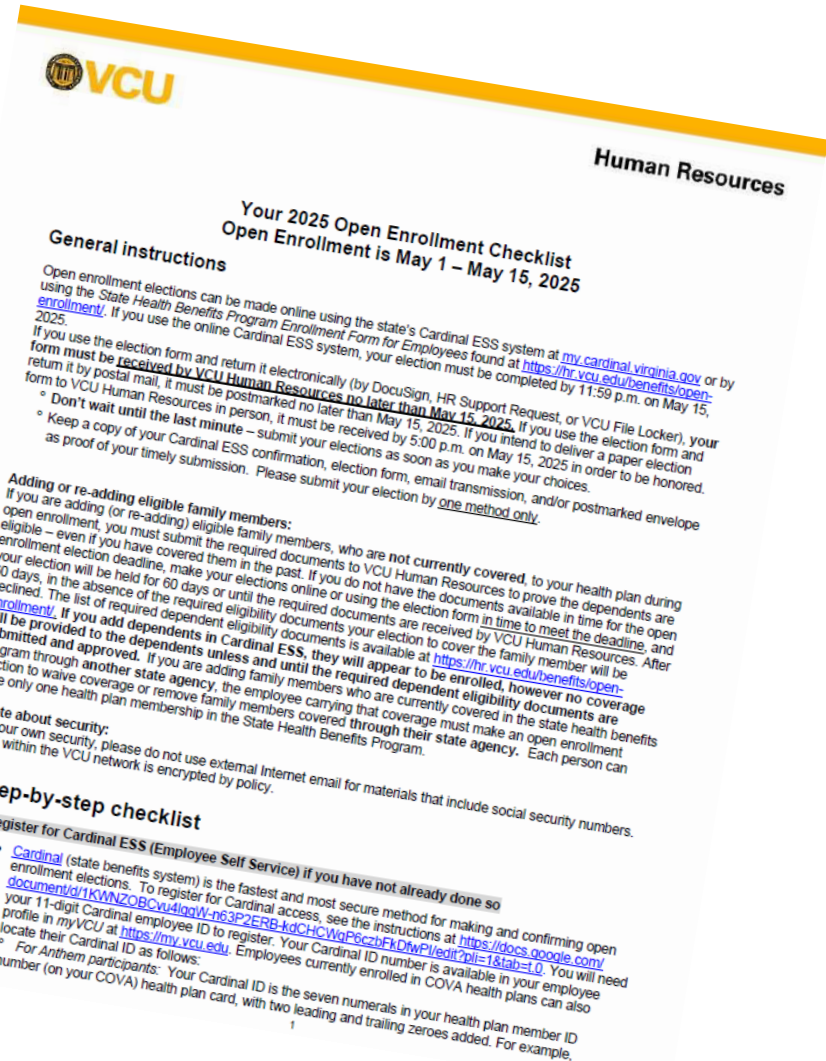 VCU
Human Resources
Your 2025 Open Enrollment Checklist
Open Enrollment is May 1 – May 15, 2025
General instructions
Open enrollment elections can be made online using the state's Cardinal ESS system at my.cardinal.virginia.gov or by
using the State Health Benefits Program Enrollment Form for Employees found at https://hr.vcu.edu/benefits/open-
enrollment/. If you use the online Cardinal ESS system, your election must be completed by 11:59 p.m. on May 15,
2025.
If you use the election form and return it electronically (by DocuSign, HR Support Request, or VCU File Locker), your
form must be received by VCU Human Resources no later than May 15, 2025. If you use the election form and
return it by postal mail, it must be postmarked no later than May 15, 2025. If you intend to deliver a paper election
form to VCU Human Resources in person, it must be received by 5:00 p.m. on May 15, 2025 in order to be honored.
° Don't wait until the last minute – submit your elections as soon as you make your choices.
° Keep a copy of your Cardinal ESS confirmation, election form, email transmission, and/or postmarked envelope
as proof of your timely submission. Please submit your election by one method only.
Adding or re-adding eligible family members:
If you are adding (or re-adding) eligible family members, who are not currently covered, to your health plan during
open enrollment, you must submit the required documents to VCU Human Resources to prove the dependents are
eligible – even if you have covered them in the past. If you do not have the documents available in time for the open
enrollment election deadline, make your elections online or using the election form in time to meet the deadline, and
your election will be held for 60 days or until the required documents are received by VCU Human Resources. After
0 days, in the absence of the required eligibility documents your election to cover the family member will be
eclined. The list of required dependent eligibility documents is available at https://hr.vcu.edu/benefits/open-
nrollment/. If you add dependents in Cardinal ESS, they will appear to be enrolled, however no coverage
ll be provided to the dependents unless and until the required dependent eligibility documents are
bmitted and approved. If you are adding family members who are currently covered in the state health benefits
gram through another state agency, the employee carrying that coverage must make an open enrollment
ction to waive coverage or remove family members covered through their state agency. Each person can
e only one health plan membership in the State Health Benefits Program.
te about security:
our own security, please do not use external Internet email for materials that include social security numbers.
within the VCU network is encrypted by policy.
ep-by-step checklist
egister for Cardinal ESS (Employee Self Service) if you have not already done so
Cardinal (state benefits system) is the fastest and most secure method for making and confirming open
enrollment elections. To register for Cardinal access, see the instructions at https://docs.google.com/
document/d/1KWNZOBCvu4lqqW-n63P2ERB-kdCHCWqP6czbFkDfwPI/edit?pli=1&tab=t.0. You will need
your 11-digit Cardinal employee ID to register. Your Cardinal ID number is available in your employee
profile in myVCU at https://my.vcu.edu. Employees currently enrolled in COVA health plans can also
locate their Cardinal ID as follows:
° For Anthem participants: Your Cardinal ID is the seven numerals in your health plan member ID
number (on your COVA) health plan card, with two leading and trailing zeroes added. For example,
1